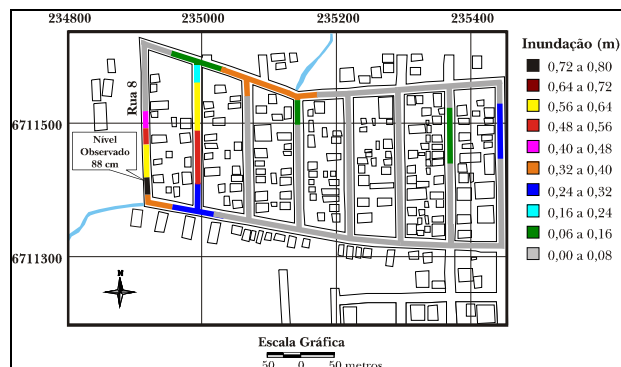 234800 235000 235200 235400
Inundação (m)
0,72 a 0,80
0,64 a 0,72
0,56 a 0,64
0,48 a 0,56
0,40 a 0,48
0,32 a 0,40
0,24 a 0,32
0,16 a 0,24
0,06 a 0,16
0,00 a 0,08
Rua 8
6711500
Nível
Observado
88 cm
6711300
N
Escala Gráfica
50 0 50 metros